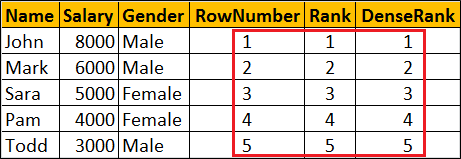 Name Salary Gender RowNumber Rank DenseRank
John 8000 Male 1 1 1
Mark 6000 Male 2 2 2
Sara 5000 Female 3 3 3
Pam 4000 Female 4 4 4
Todd 3000 Male 5 5 5